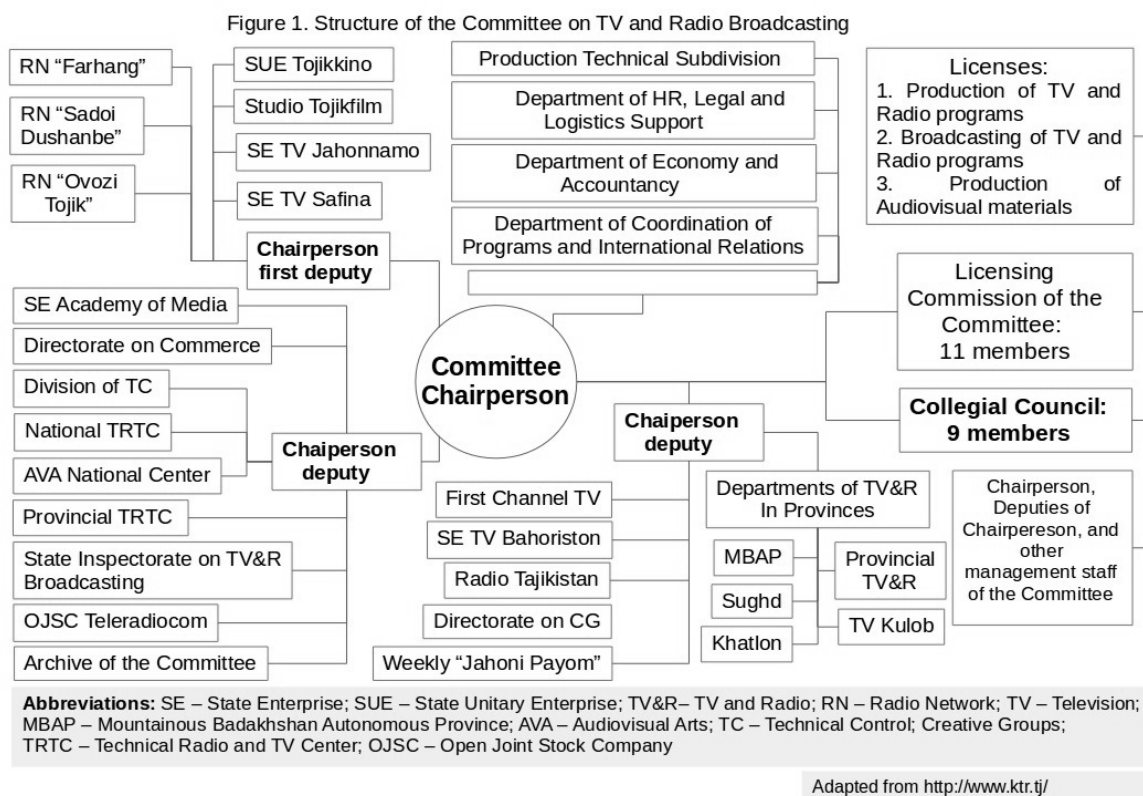 Figure 1. Structure of the Committee on TV and Radio Broadcasting
RN “Farhang”
RN “Sadoi
Dushanbe”
RN “Ovozi
Tojik”
SUE Tojikkino
Studio Tojikfilm
SE TV Jahonnamo
SE TV Safina
Chairperson
first deputy
Production Technical Subdivision
Department of HR, Legal and
Logistics Support
Department of Economy and
Accountancy
Department of Coordination of
Programs and International Relations
Licenses:
1. Production of TV and
Radio programs
2. Broadcasting of TV and
Radio programs
3. Production of
Audiovisual materials
Licensing
Commission of the
Committee:
11 members
Collegial Council:
9 members
Chairperson,
Deputies of
Chairpereson, and
other
management staff
of the Committee
Committee
Chairperson
SE Academy of Media
Directorate on Commerce
Division of TC
National TRTC
AVA National Center
Provincial TRTC
State Inspectorate on TV&R
Broadcasting
OJSC Teleradiocom
Archive of the Committee
Chaiperson
deputy
Chaiperson
deputy
First Channel TV
SE TV Bahoriston
Radio Tajikistan
Directorate on CG
Weekly “Jahoni Payom”
Departments of TV&R
In Provinces
MBAP
Sughd
Khatlon
Provincial
TV&R
TV Kulob
Abbreviations: SE – State Enterprise; SUE – State Unitary Enterprise; TV&R– TV and Radio; RN – Radio Network; TV – Television;
MBAP – Mountainous Badakhshan Autonomous Province; AVA – Audiovisual Arts; TC – Technical Control; Creative Groups;
TRTC – Technical Radio and TV Center; OJSC – Open Joint Stock Company
Adapted from http://www.ktr.tj/